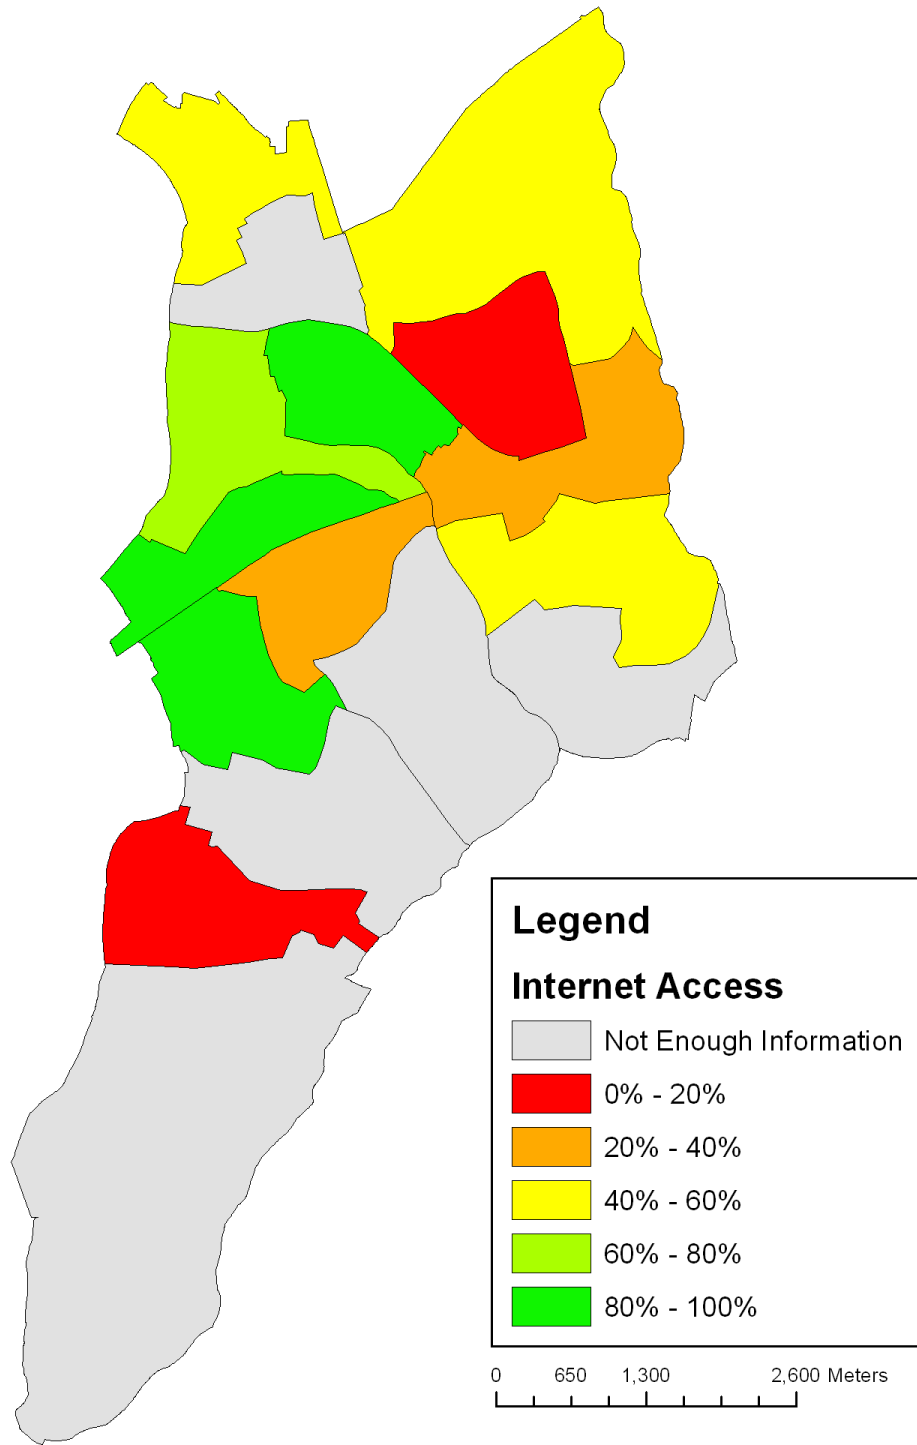 Legend
Internet Access
Not Enough Information
0% - 20%
20% - 40%
40% - 60%
60% - 80%
80% - 100%
0 650 1,300 2,600 Meters